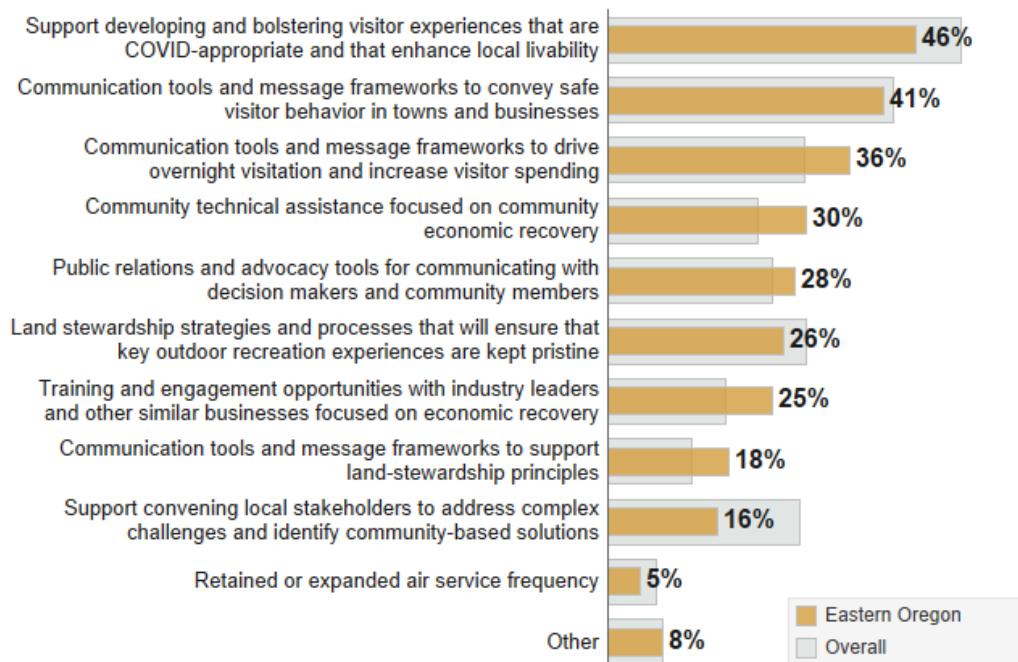 Support developing and bolstering visitor experiences that are
COVID-appropriate and that enhance local livability
46%
Communication tools and message frameworks to convey safe
visitor behavior in towns and businesses
41%
Communication tools and message frameworks to drive
overnight visitation and increase visitor spending
36%
Community technical assistance focused on community
economic recovery
30%
Public relations and advocacy tools for communicating with
decision makers and community members
28%
Land stewardship strategies and processes that will ensure that
key outdoor recreation experiences are kept pristine
26%
Training and engagement opportunities with industry leaders
and other similar businesses focused on economic recovery
25%
Communication tools and message frameworks to support
land-stewardship principles
18%
Support convening local stakeholders to address complex
challenges and identify community-based solutions
16%
Retained or expanded air service frequency
5%
Other
8%
Eastern Oregon
Overall